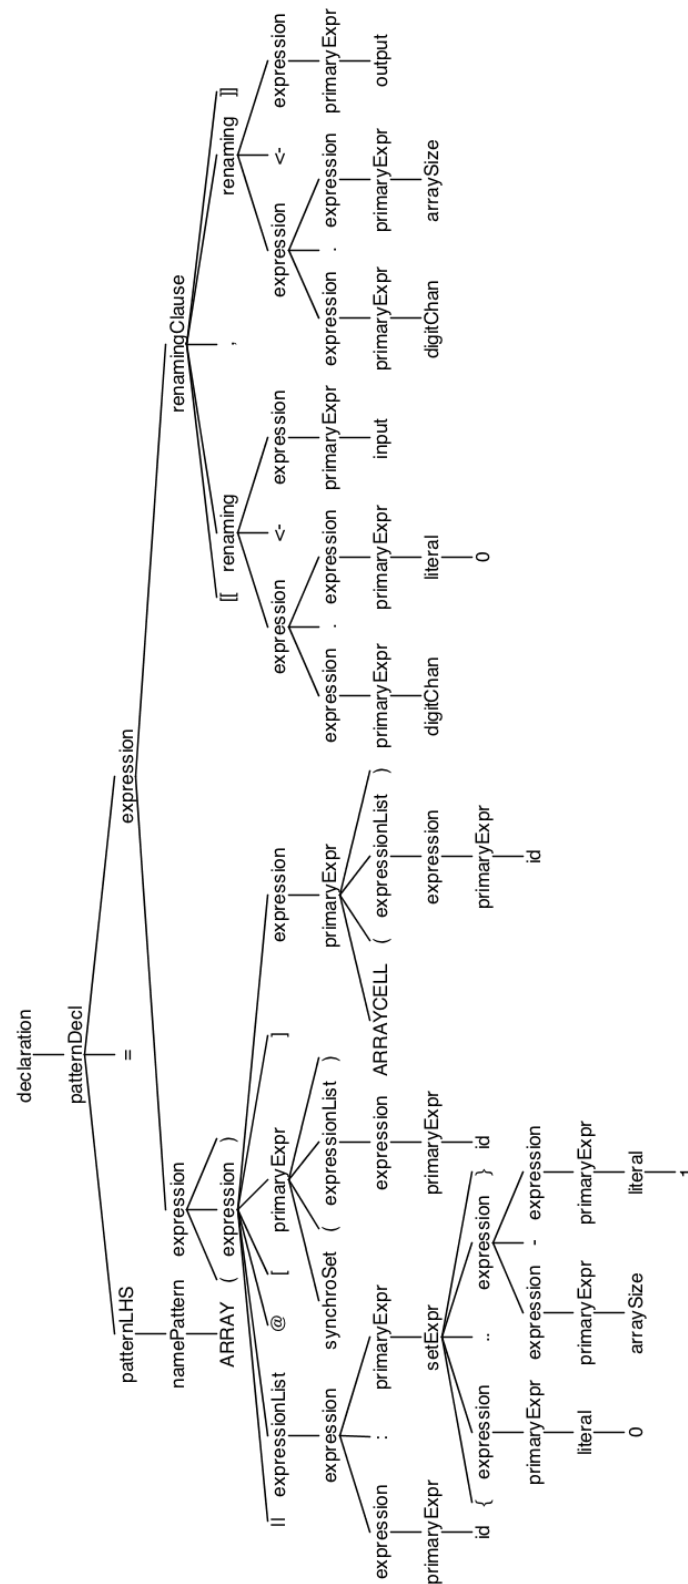 declaration
patternDecl
patternLHS = expression
namePattern expression renamingClause
ARRAY ( expression ) [[ renaming , renaming ]]
|| expressionList @ [ primaryExpr ] expression expression <- expression expression <- expression
expression synchroSet ( expressionList ) primaryExpr expression . expression primaryExpr expression . expression primaryExpr
expression : primaryExpr expression ARRAYCELL ( expressionList ) primaryExpr primaryExpr input primaryExpr primaryExpr output
primaryExpr setExpr primaryExpr expression digitChan literal digitChan arraySize
id { expression .. expression } id primaryExpr 0
primaryExpr expression - expression id
literal primaryExpr primaryExpr
0 arraySize literal
1